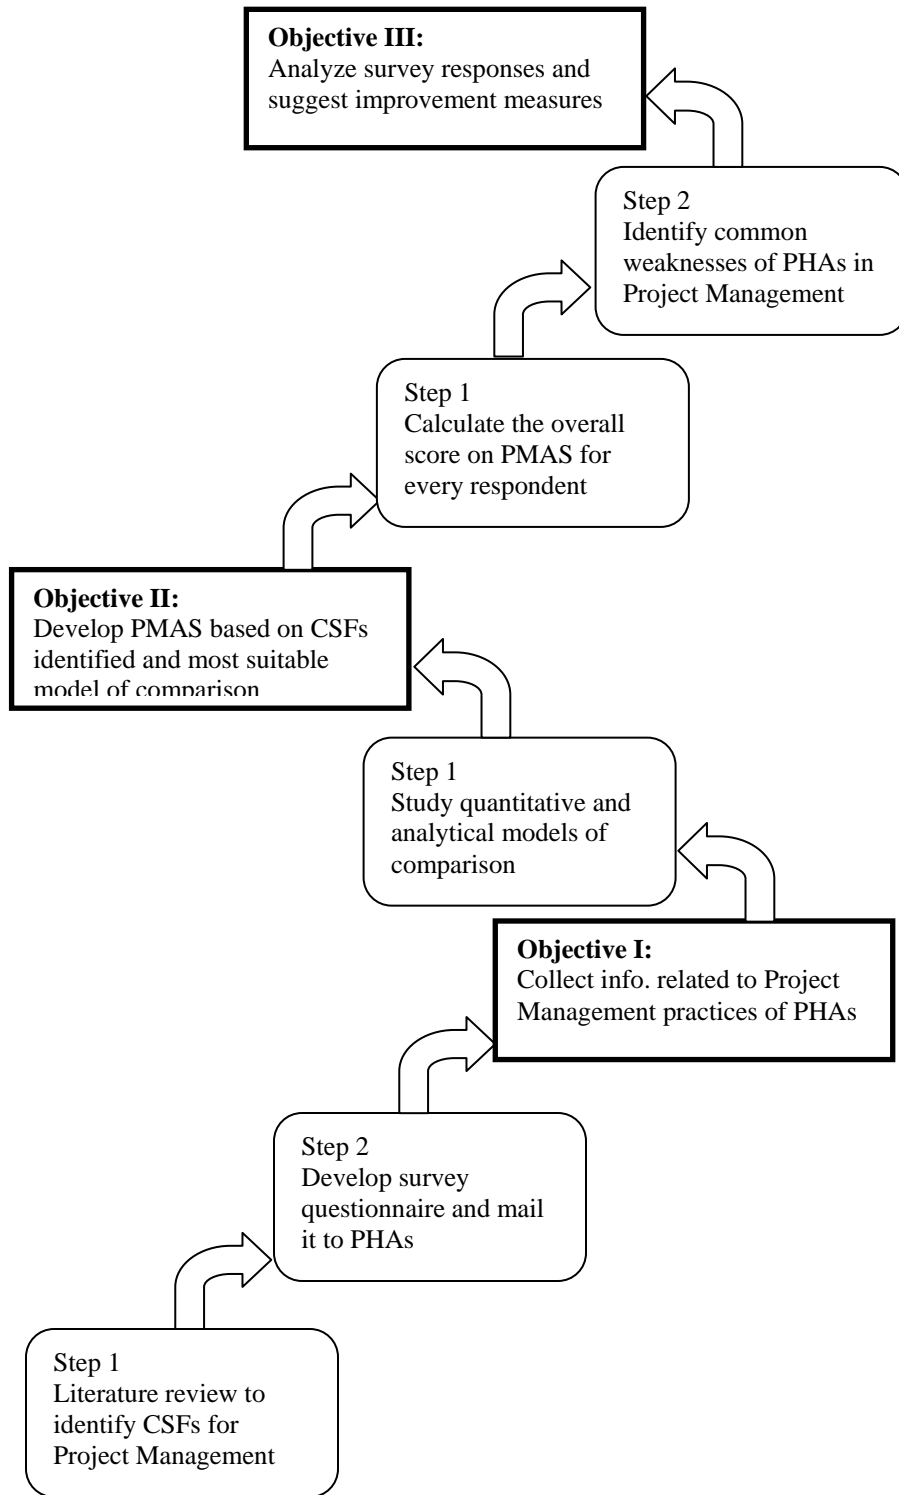 Objective III:
Analyze survey responses and
suggest improvement measures
Step 2
Identify common
weaknesses of PHAs in
Project Management
Step 1
Calculate the overall
score on PMAS for
every respondent
Objective II:
Develop PMAS based on CSFs
identified and most suitable
model of comparison
Step 1
Study quantitative and
analytical models of
comparison
Objective I:
Collect info. related to Project
Management practices of PHAs
Step 2
Develop survey
questionnaire and mail
it to PHAs
Step 1
Literature review to
identify CSFs for
Project Management